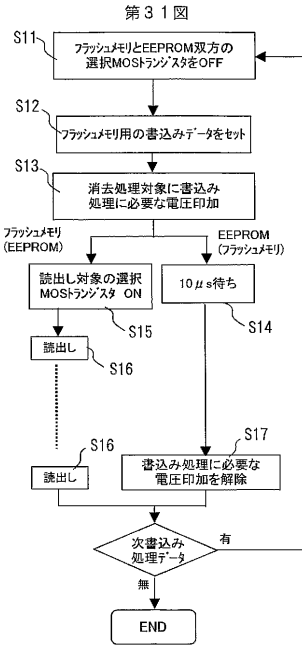 第31図
S11
フラッシュメモリとEEPROM双方の
選択MOSトランジスタをOFF
S12
フラッシュメモリ用の書込みデータをセット
S13
消去処理対象に書込み
処理に必要な電圧印加
フラッシュメモリ
(EEPROM)
EEPROM
(フラッシュメモリ)
読出し対象の選択
MOSトランジスタ ON
S15
10μs待ち
S14
読出し
S16
S16
読出し
S17
書込み処理に必要な
電圧印加を解除
次書込み
処理データ
有
無
END